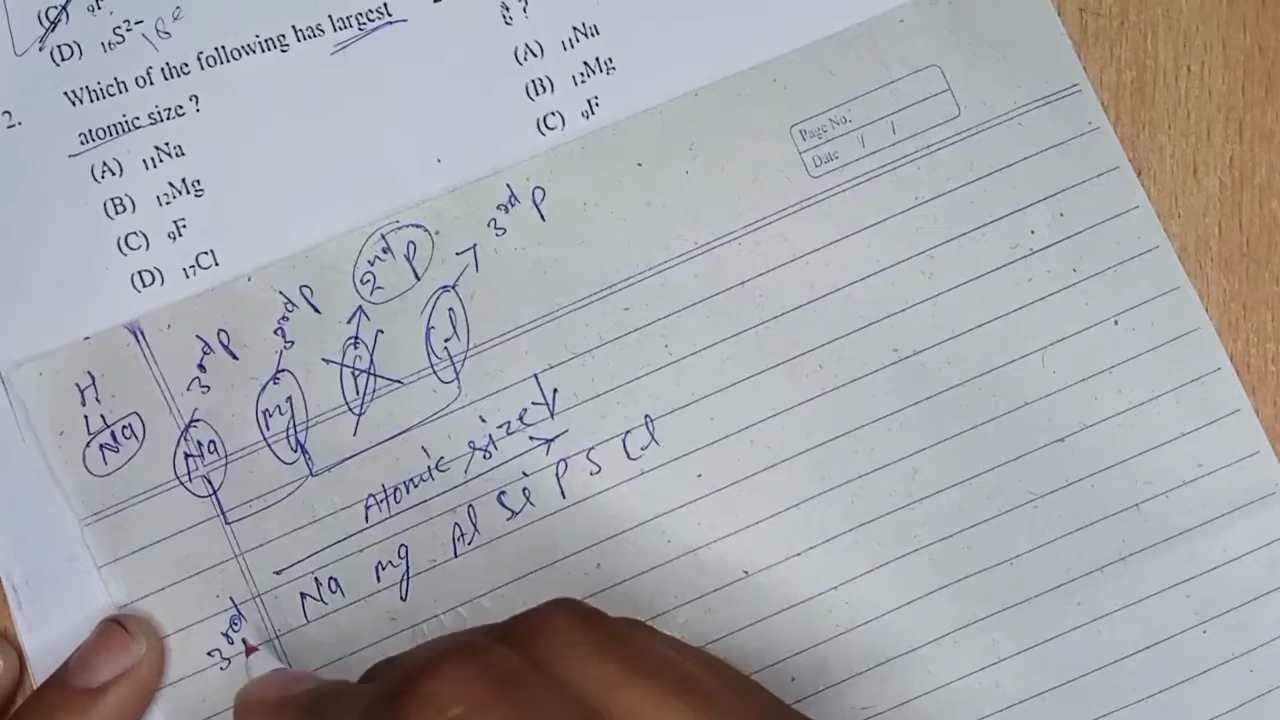 (C) ₉F
(D) ₁₆S²⁻ 18e
2. Which of the following has largest
atomic size ?
(A) ₁₁Na
(B) ₁₂Mg
(C) ₉F
(D) ₁₇Cl
(A) ₁₁Na
(B) ₁₂Mg
(C) ₉F
Page No.
Date / /
H
Li
Na
Na 3rd P
Mg 3rd P
F 2nd P
Cl 3rd P
Atomic size↓
Na mg Al Si P S Cl
3rd